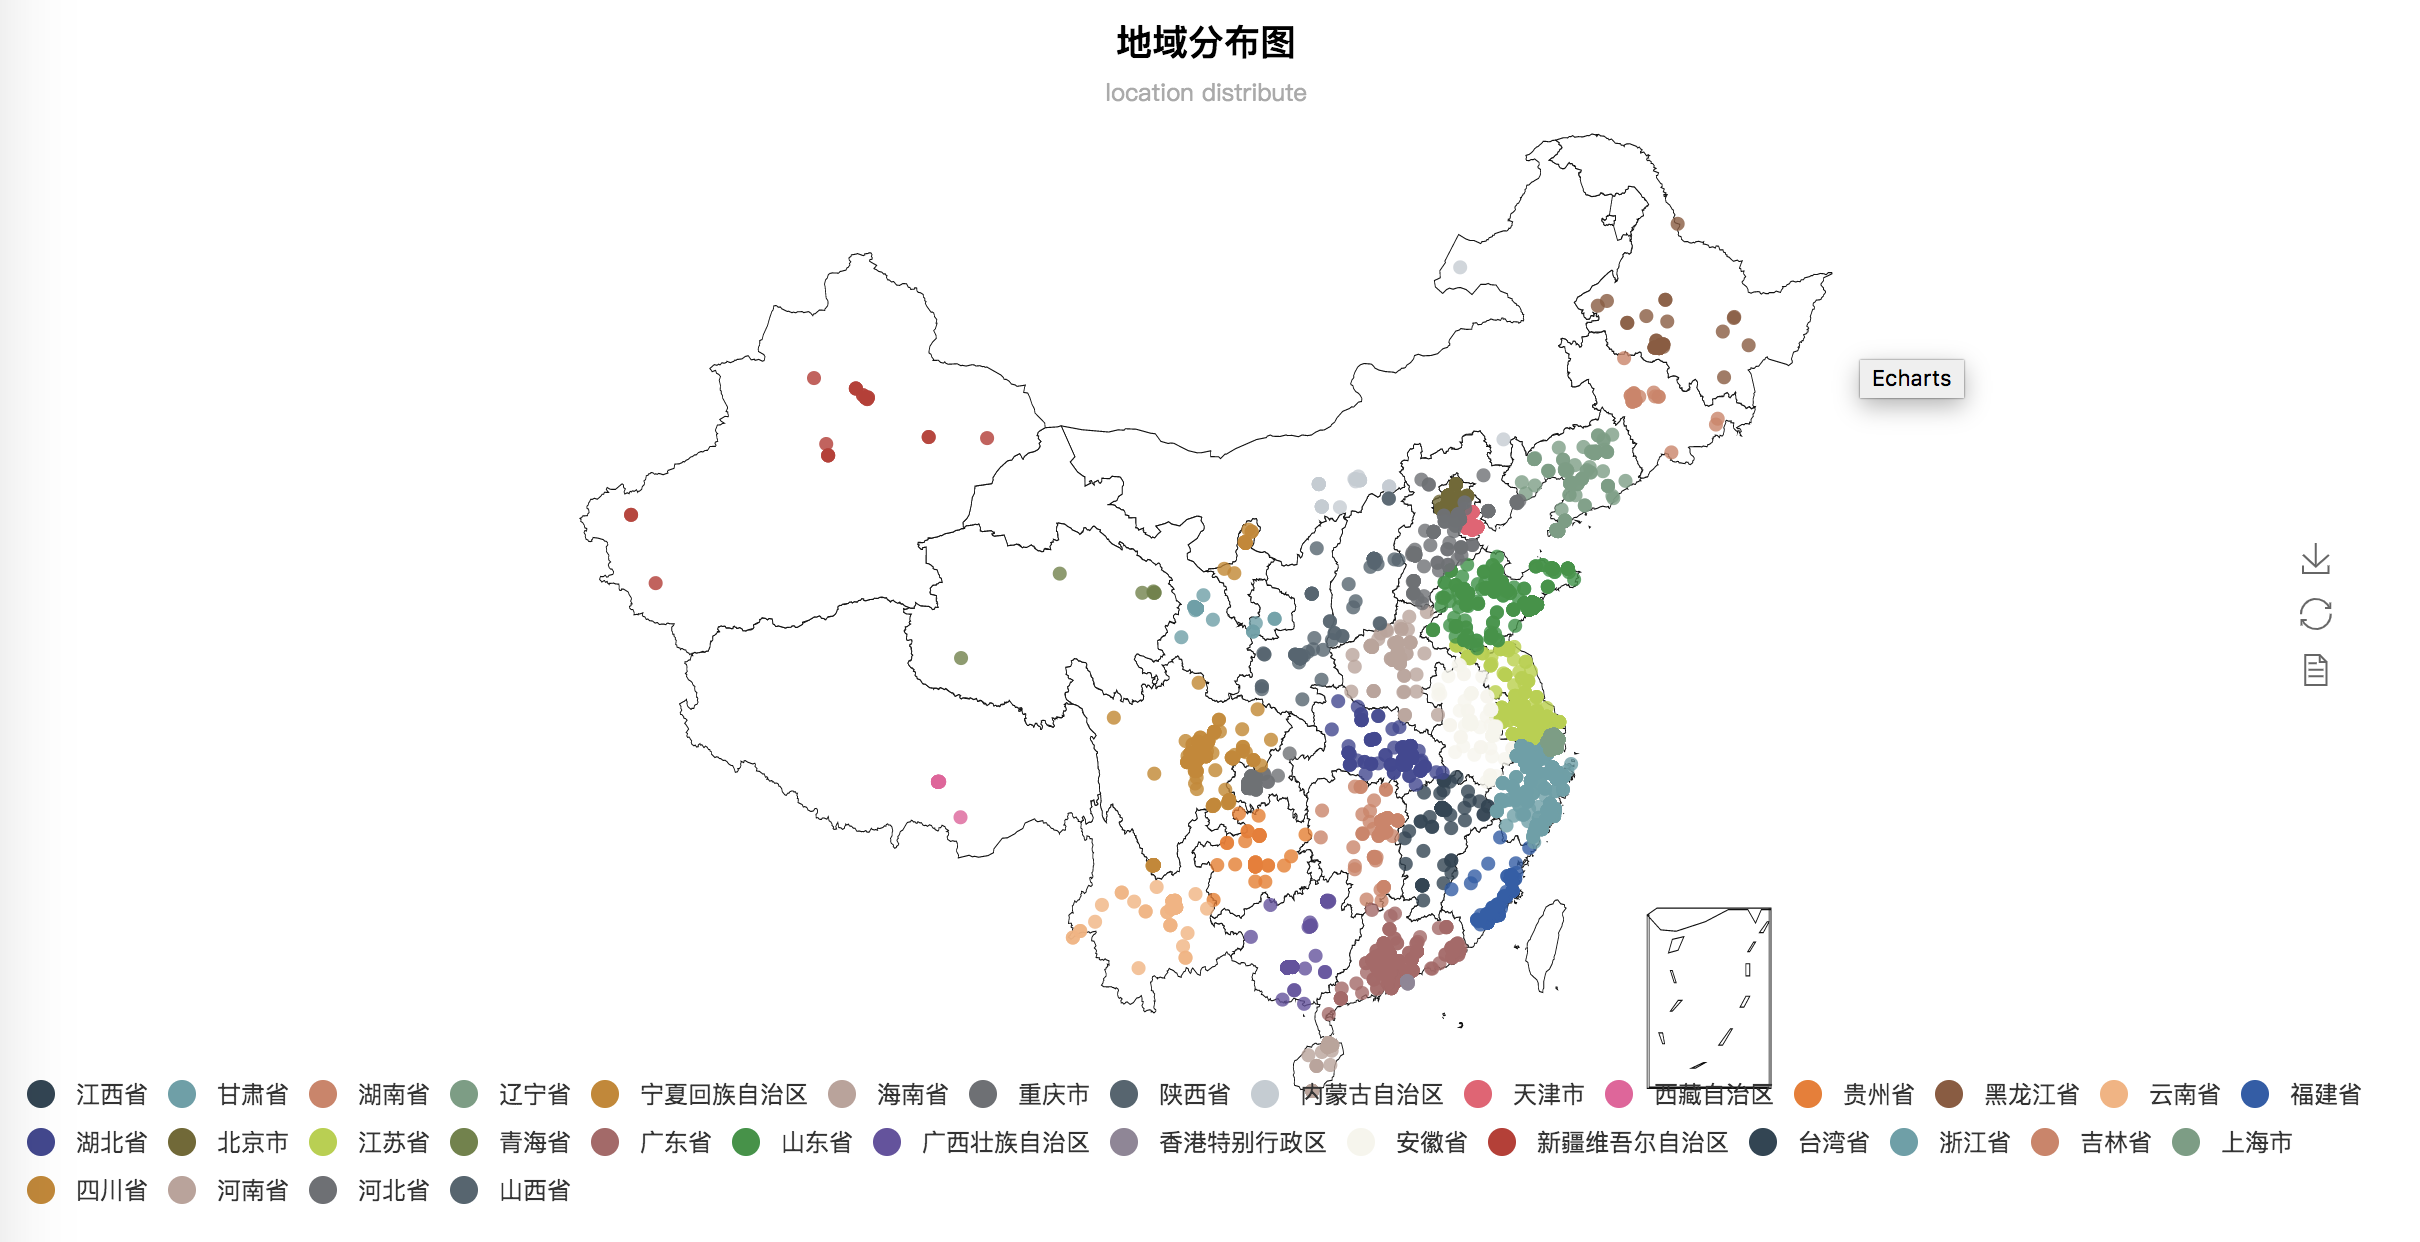 地域分布图
location distribute
Echarts
江西省 甘肃省 湖南省 辽宁省 宁夏回族自治区 海南省 重庆市 陕西省 内蒙古自治区 天津市 西藏自治区 贵州省 黑龙江省 云南省 福建省
湖北省 北京市 江苏省 青海省 广东省 山东省 广西壮族自治区 香港特别行政区 安徽省 新疆维吾尔自治区 台湾省 浙江省 吉林省 上海市
四川省 河南省 河北省 山西省